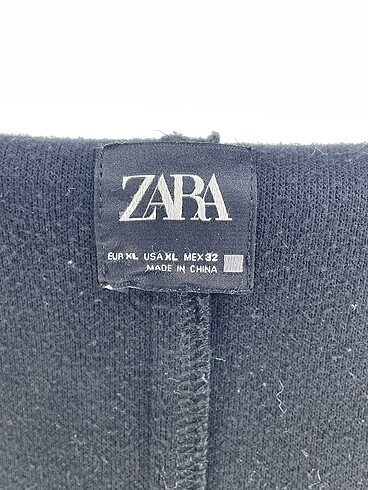 ZARA
EUR XL USA XL MEX 32
MADE IN CHINA